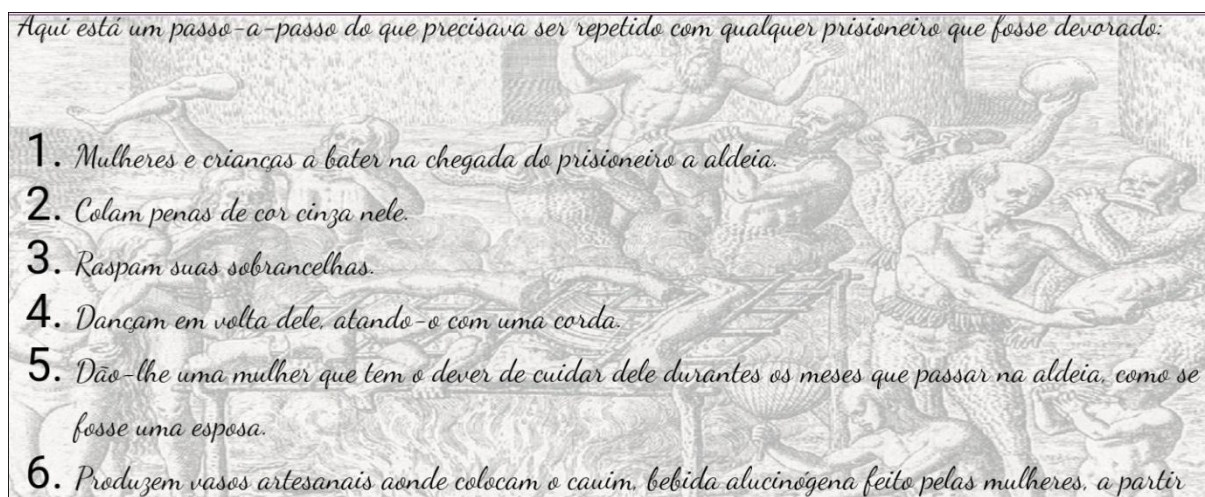 Aqui está um passo-a-passo do que precisava ser repetido com qualquer prisioneiro que fosse devorado:
1. Mulheres e crianças a bater na chegada do prisioneiro a aldeia.
2. Colam penas de cor cinza nele.
3. Raspam suas sobrancelhas.
4. Dançam em volta dele, atando-o com uma corda.
5. Dão-lhe uma mulher que tem o dever de cuidar dele durantes os meses que passar na aldeia, como se
fosse uma esposa.
6. Produzem vasos artesanais aonde colocam o cauim, bebida alucinógena feito pelas mulheres, a partir